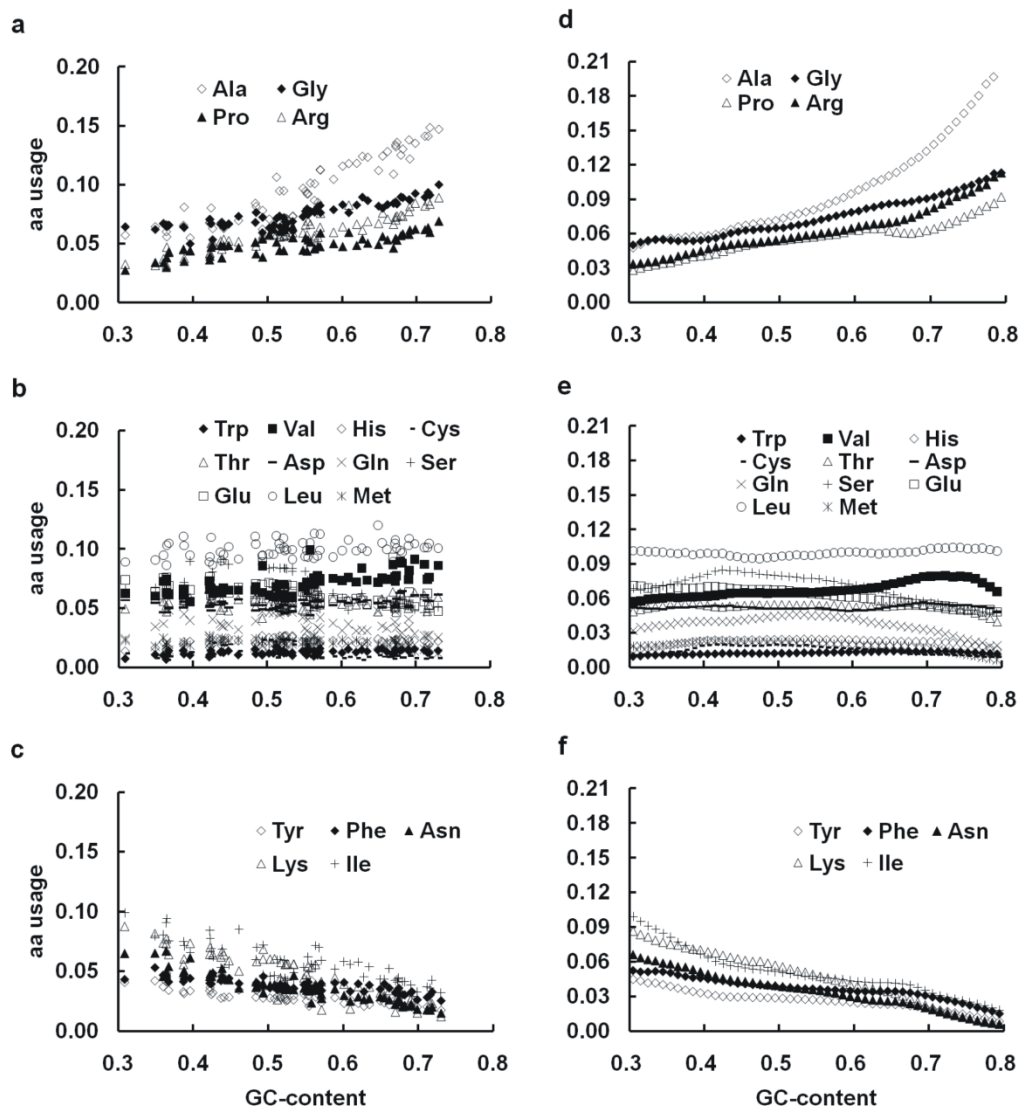 a
aa usage
0.20
0.15
0.10
0.05
0.00
Ala Gly
Pro Arg
0.3 0.4 0.5 0.6 0.7 0.8
d
0.21
0.18
0.15
0.12
0.09
0.06
0.03
0.00
Ala Gly
Pro Arg
0.3 0.4 0.5 0.6 0.7 0.8
b
aa usage
0.20
0.15
0.10
0.05
0.00
Trp Val His Cys
Thr Asp Gln Ser
Glu Leu Met
0.3 0.4 0.5 0.6 0.7 0.8
e
0.21
0.18
0.15
0.12
0.09
0.06
0.03
0.00
Trp Val His
Cys Thr Asp
Gln Ser Glu
Leu Met
0.3 0.4 0.5 0.6 0.7 0.8
c
aa usage
0.20
0.15
0.10
0.05
0.00
Tyr Phe Asn
Lys Ile
0.3 0.4 0.5 0.6 0.7 0.8
GC-content
f
0.21
0.18
0.15
0.12
0.09
0.06
0.03
0.00
Tyr Phe Asn
Lys Ile
0.3 0.4 0.5 0.6 0.7 0.8
GC-content